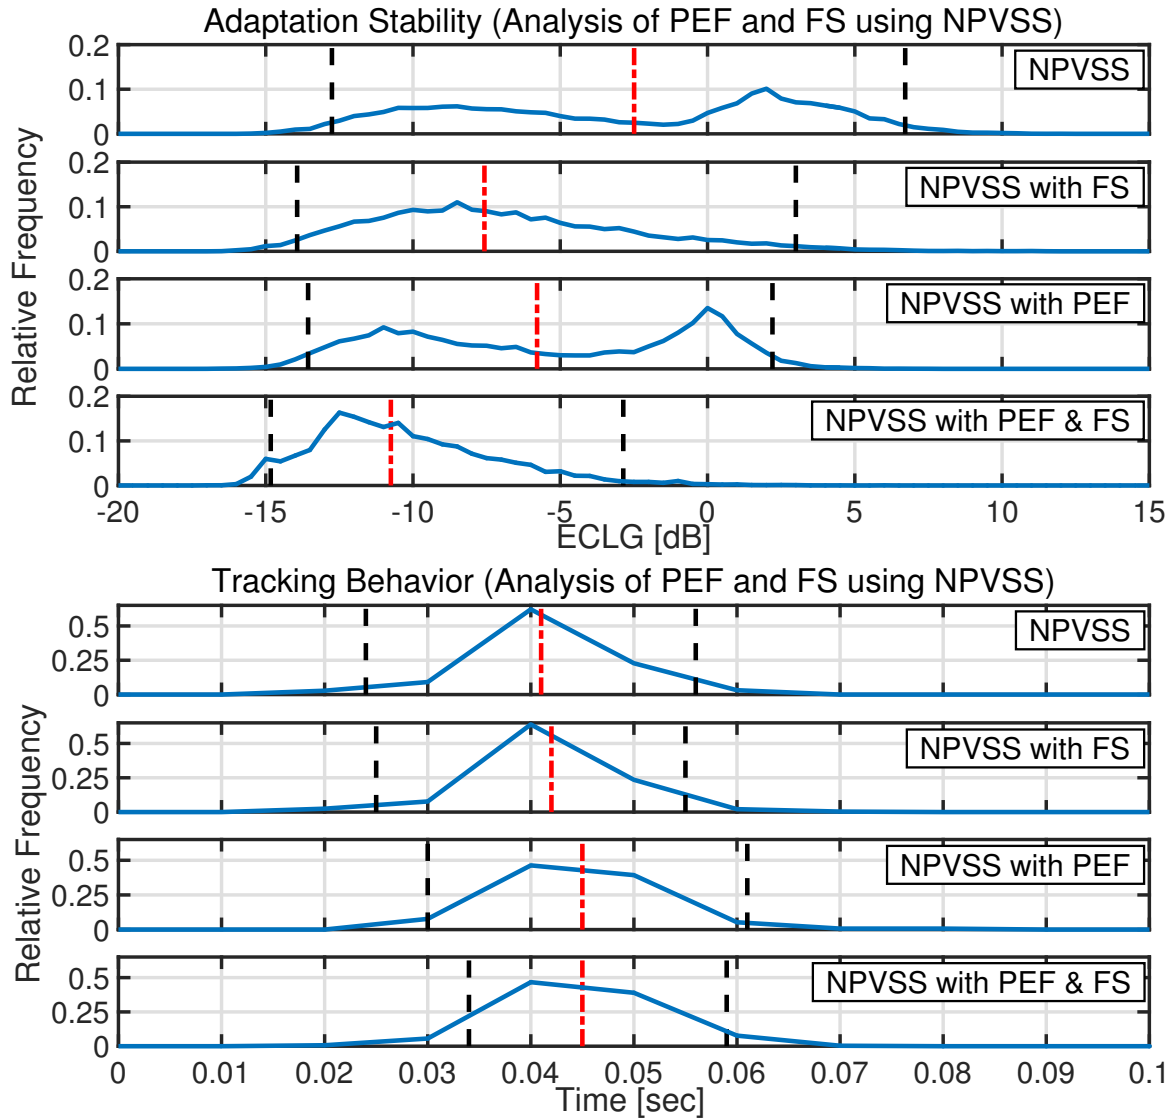 Adaptation Stability (Analysis of PEF and FS using NPVSS)
Relative Frequency
0.2
0.1
0
NPVSS
0.2
0.1
0
NPVSS with FS
0.2
0.1
0
NPVSS with PEF
0.2
0.1
0
NPVSS with PEF & FS
-20 -15 -10 -5 0 5 10 15
ECLG [dB]
Tracking Behavior (Analysis of PEF and FS using NPVSS)
Relative Frequency
0.5
0.25
0
NPVSS
0.5
0.25
0
NPVSS with FS
0.5
0.25
0
NPVSS with PEF
0.5
0.25
0
NPVSS with PEF & FS
0 0.01 0.02 0.03 0.04 0.05 0.06 0.07 0.08 0.09 0.1
Time [sec]